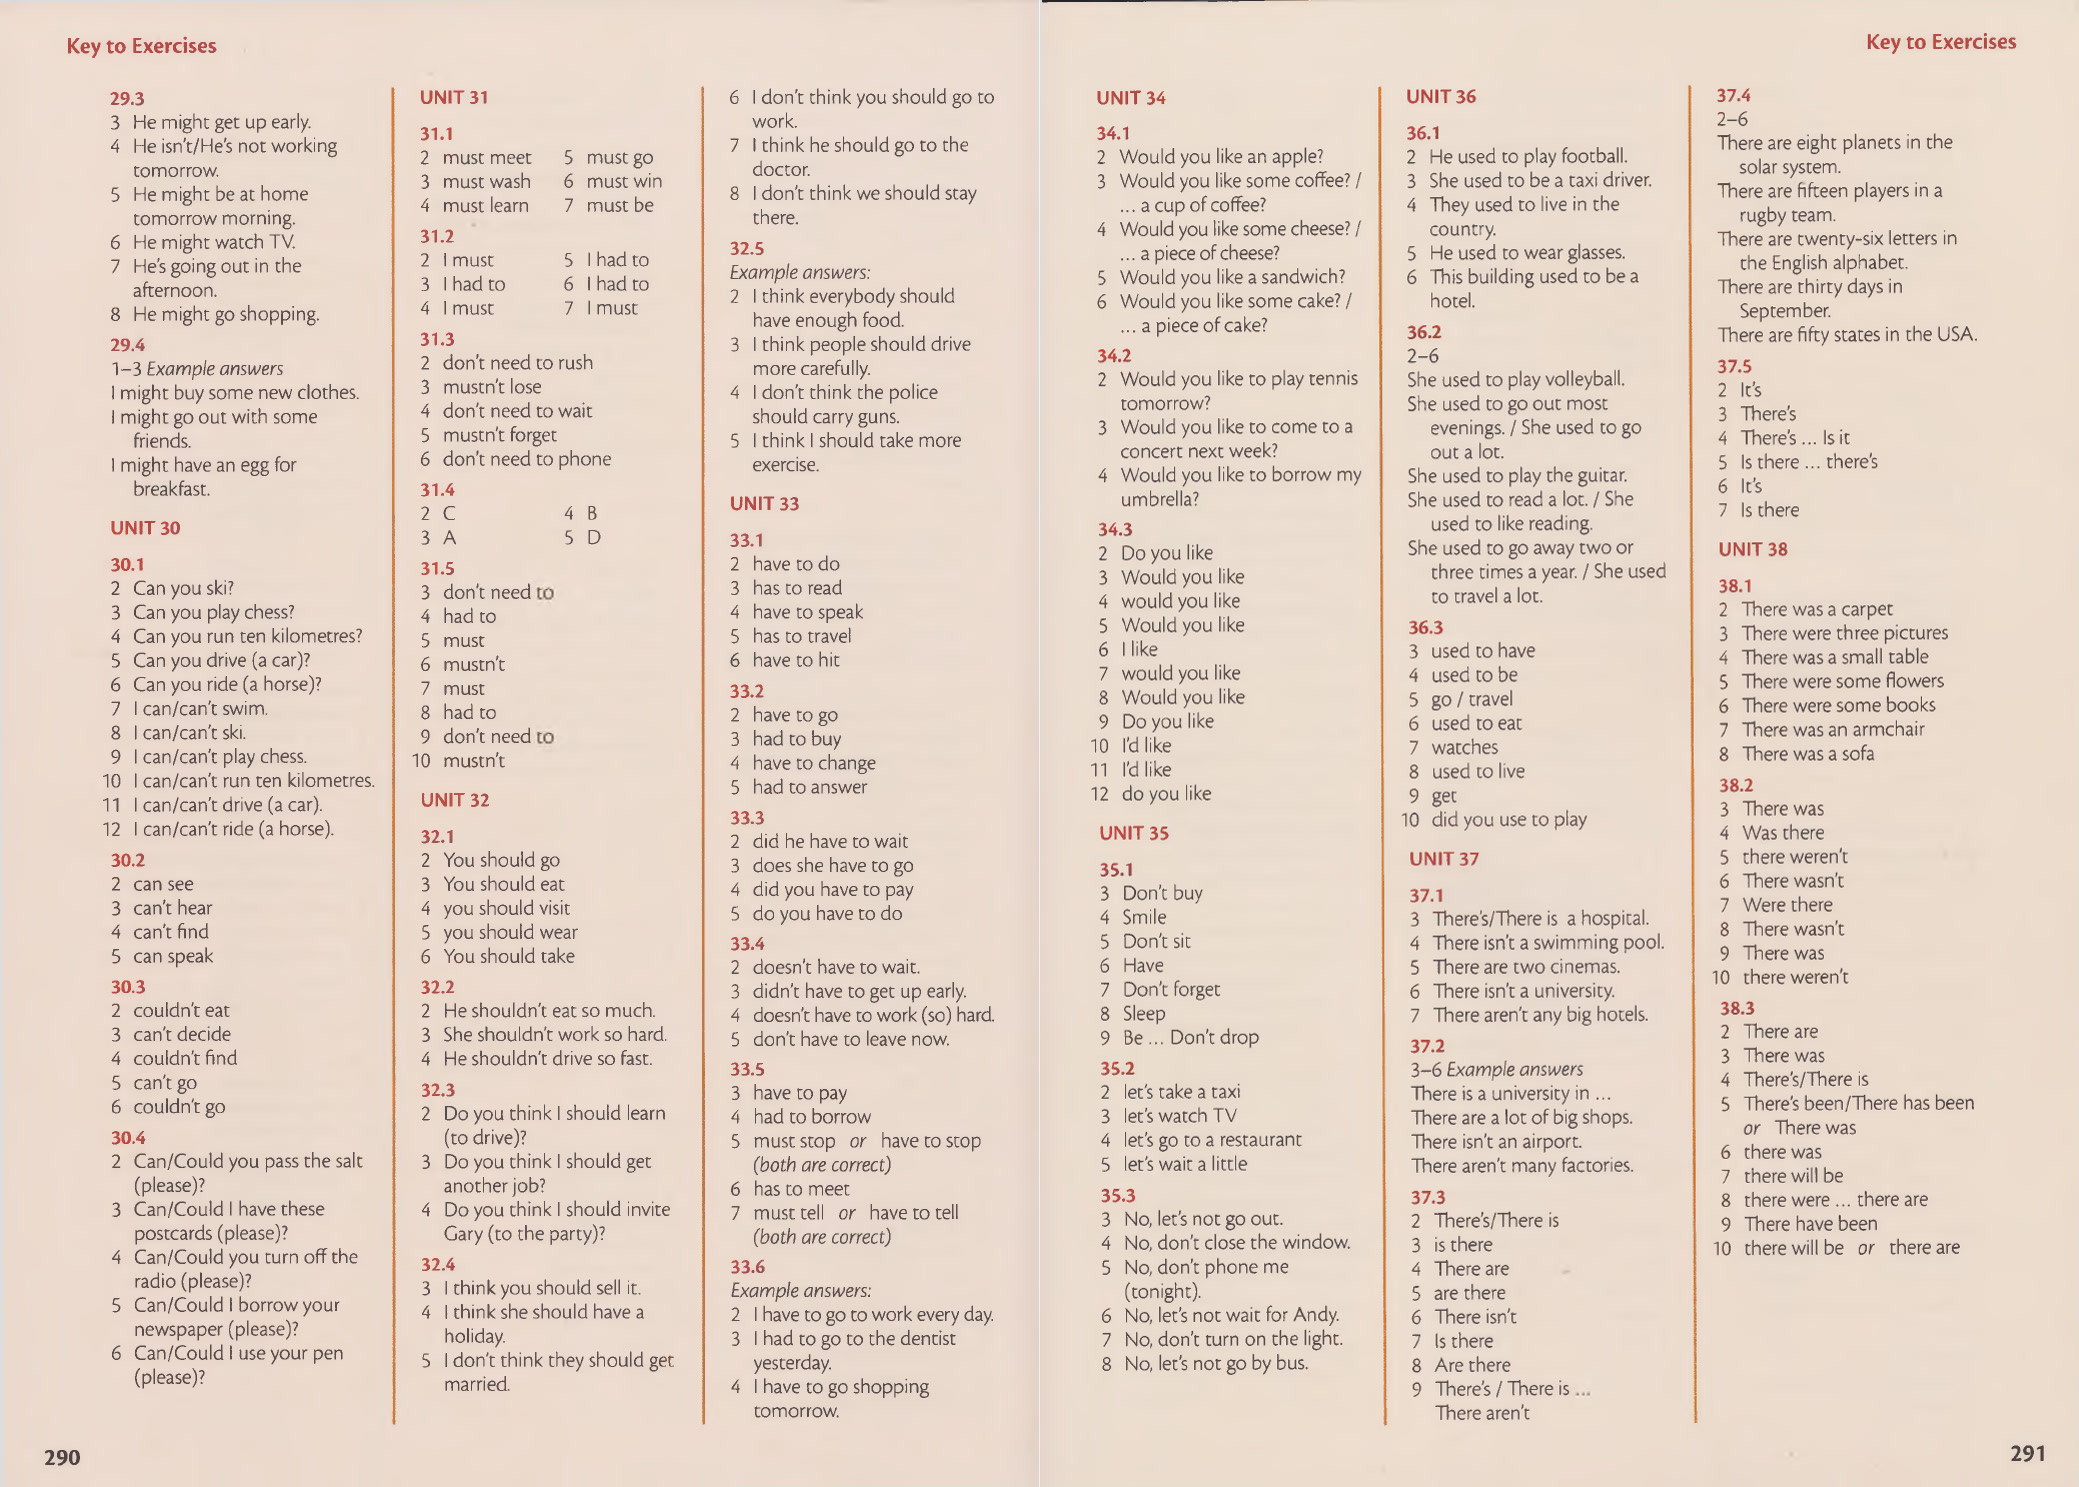 Key to Exercises
29.3
3 He might get up early.
4 He isn't/He's not working
tomorrow.
5 He might be at home
tomorrow morning.
6 He might watch TV.
7 He's going out in the
afternoon.
8 He might go shopping.
29.4
1–3 Example answers
I might buy some new clothes.
I might go out with some
friends.
I might have an egg for
breakfast.
UNIT 30
30.1
2 Can you ski?
3 Can you play chess?
4 Can you run ten kilometres?
5 Can you drive (a car)?
6 Can you ride (a horse)?
7 I can/can't swim.
8 I can/can't ski.
9 I can/can't play chess.
10 I can/can't run ten kilometres.
11 I can/can't drive (a car).
12 I can/can't ride (a horse).
30.2
2 can see
3 can't hear
4 can't find
5 can speak
30.3
2 couldn't eat
3 can't decide
4 couldn't find
5 can't go
6 couldn't go
30.4
2 Can/Could you pass the salt
(please)?
3 Can/Could I have these
postcards (please)?
4 Can/Could you turn off the
radio (please)?
5 Can/Could I borrow your
newspaper (please)?
6 Can/Could I use your pen
(please)?
UNIT 31
31.1
2 must meet 5 must go
3 must wash 6 must win
4 must learn 7 must be
31.2
2 I must 5 I had to
3 I had to 6 I had to
4 I must 7 I must
31.3
2 don't need to rush
3 mustn't lose
4 don't need to wait
5 mustn't forget
6 don't need to phone
31.4
2 C 4 B
3 A 5 D
31.5
3 don't need to
4 had to
5 must
6 mustn't
7 must
8 had to
9 don't need to
10 mustn't
UNIT 32
32.1
2 You should go
3 You should eat
4 you should visit
5 you should wear
6 You should take
32.2
2 He shouldn't eat so much.
3 She shouldn't work so hard.
4 He shouldn't drive so fast.
32.3
2 Do you think I should learn
(to drive)?
3 Do you think I should get
another job?
4 Do you think I should invite
Gary (to the party)?
32.4
3 I think you should sell it.
4 I think she should have a
holiday.
5 I don't think they should get
married.
6 I don't think you should go to
work.
7 I think he should go to the
doctor.
8 I don't think we should stay
there.
32.5
Example answers:
2 I think everybody should
have enough food.
3 I think people should drive
more carefully.
4 I don't think the police
should carry guns.
5 I think I should take more
exercise.
UNIT 33
33.1
2 have to do
3 has to read
4 have to speak
5 has to travel
6 have to hit
33.2
2 have to go
3 had to buy
4 have to change
5 had to answer
33.3
2 did he have to wait
3 does she have to go
4 did you have to pay
5 do you have to do
33.4
2 doesn't have to wait.
3 didn't have to get up early.
4 doesn't have to work (so) hard.
5 don't have to leave now.
33.5
3 have to pay
4 had to borrow
5 must stop or have to stop
(both are correct)
6 has to meet
7 must tell or have to tell
(both are correct)
33.6
Example answers:
2 I have to go to work every day.
3 I had to go to the dentist
yesterday.
4 I have to go shopping
tomorrow.
290
Key to Exercises
UNIT 34
34.1
2 Would you like an apple?
3 Would you like some coffee? /
... a cup of coffee?
4 Would you like some cheese? /
... a piece of cheese?
5 Would you like a sandwich?
6 Would you like some cake? /
... a piece of cake?
34.2
2 Would you like to play tennis
tomorrow?
3 Would you like to come to a
concert next week?
4 Would you like to borrow my
umbrella?
34.3
2 Do you like
3 Would you like
4 would you like
5 Would you like
6 I like
7 would you like
8 Would you like
9 Do you like
10 I'd like
11 I'd like
12 do you like
UNIT 35
35.1
3 Don't buy
4 Smile
5 Don't sit
6 Have
7 Don't forget
8 Sleep
9 Be ... Don't drop
35.2
2 let's take a taxi
3 let's watch TV
4 let's go to a restaurant
5 let's wait a little
35.3
3 No, let's not go out.
4 No, don't close the window.
5 No, don't phone me
(tonight).
6 No, let's not wait for Andy.
7 No, don't turn on the light.
8 No, let's not go by bus.
UNIT 36
36.1
2 He used to play football.
3 She used to be a taxi driver.
4 They used to live in the
country.
5 He used to wear glasses.
6 This building used to be a
hotel.
36.2
2–6
She used to play volleyball.
She used to go out most
evenings. / She used to go
out a lot.
She used to play the guitar.
She used to read a lot. / She
used to like reading.
She used to go away two or
three times a year. / She used
to travel a lot.
36.3
3 used to have
4 used to be
5 go / travel
6 used to eat
7 watches
8 used to live
9 get
10 did you use to play
UNIT 37
37.1
3 There's/There is a hospital.
4 There isn't a swimming pool.
5 There are two cinemas.
6 There isn't a university.
7 There aren't any big hotels.
37.2
3–6 Example answers
There is a university in ...
There are a lot of big shops.
There isn't an airport.
There aren't many factories.
37.3
2 There's/There is
3 is there
4 There are
5 are there
6 There isn't
7 Is there
8 Are there
9 There's / There is ...
There aren't
37.4
2–6
There are eight planets in the
solar system.
There are fifteen players in a
rugby team.
There are twenty-six letters in
the English alphabet.
There are thirty days in
September.
There are fifty states in the USA.
37.5
2 It's
3 There's
4 There's ... Is it
5 Is there ... there's
6 It's
7 Is there
UNIT 38
38.1
2 There was a carpet
3 There were three pictures
4 There was a small table
5 There were some flowers
6 There were some books
7 There was an armchair
8 There was a sofa
38.2
3 There was
4 Was there
5 there weren't
6 There wasn't
7 Were there
8 There wasn't
9 There was
10 there weren't
38.3
2 There are
3 There was
4 There's/There is
5 There's been/There has been
or There was
6 there was
7 there will be
8 there were ... there are
9 There have been
10 there will be or there are
291